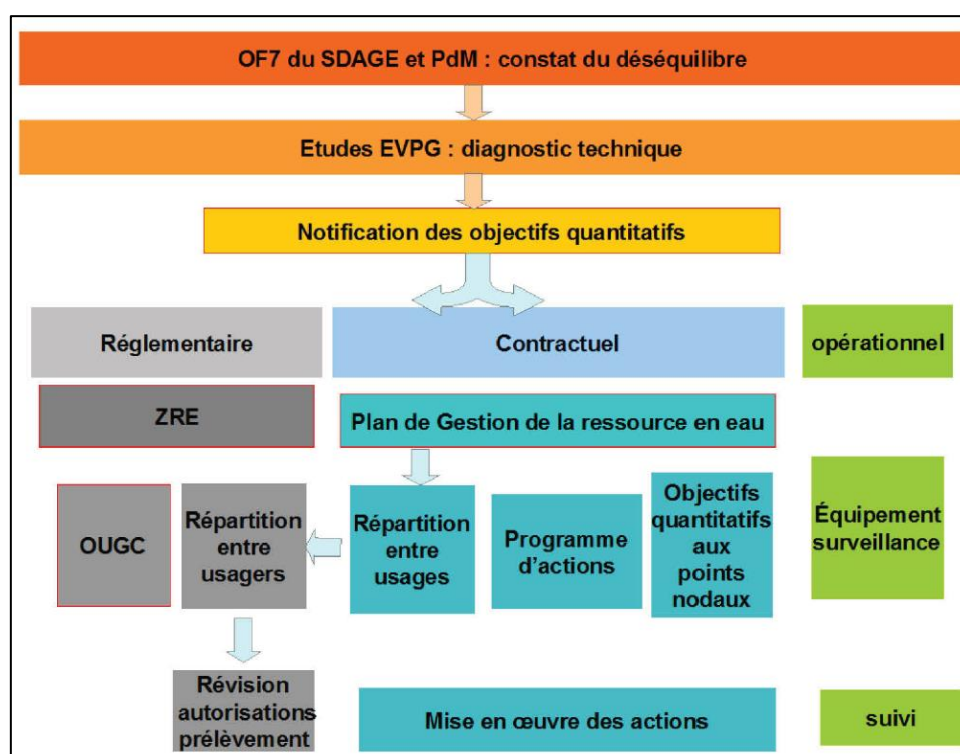 OF7 du SDAGE et PdM : constat du déséquilibre
Etudes EVPG : diagnostic technique
Notification des objectifs quantitatifs
Réglementaire
Contractuel
opérationnel
ZRE
Plan de Gestion de la ressource en eau
OUGC
Répartition
entre
usagers
Répartition
entre
usages
Programme
d'actions
Objectifs
quantitatifs
aux
points
nodaux
Équipement
surveillance
Révision
autorisations
prélèvement
Mise en œuvre des actions
suivi